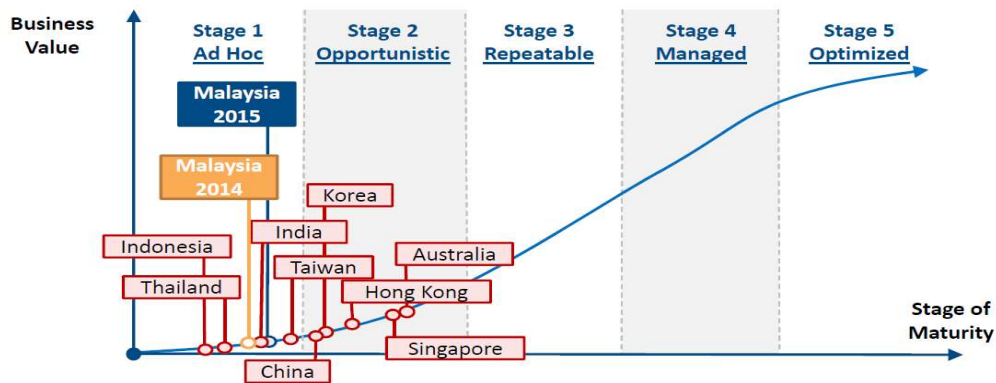 Business
Value
Stage 1
Ad Hoc
Stage 2
Opportunistic
Stage 3
Repeatable
Stage 4
Managed
Stage 5
Optimized
Malaysia
2015
Malaysia
2014
Korea
Indonesia
India
Australia
Taiwan
Thailand
Hong Kong
Singapore
China
Stage of
Maturity